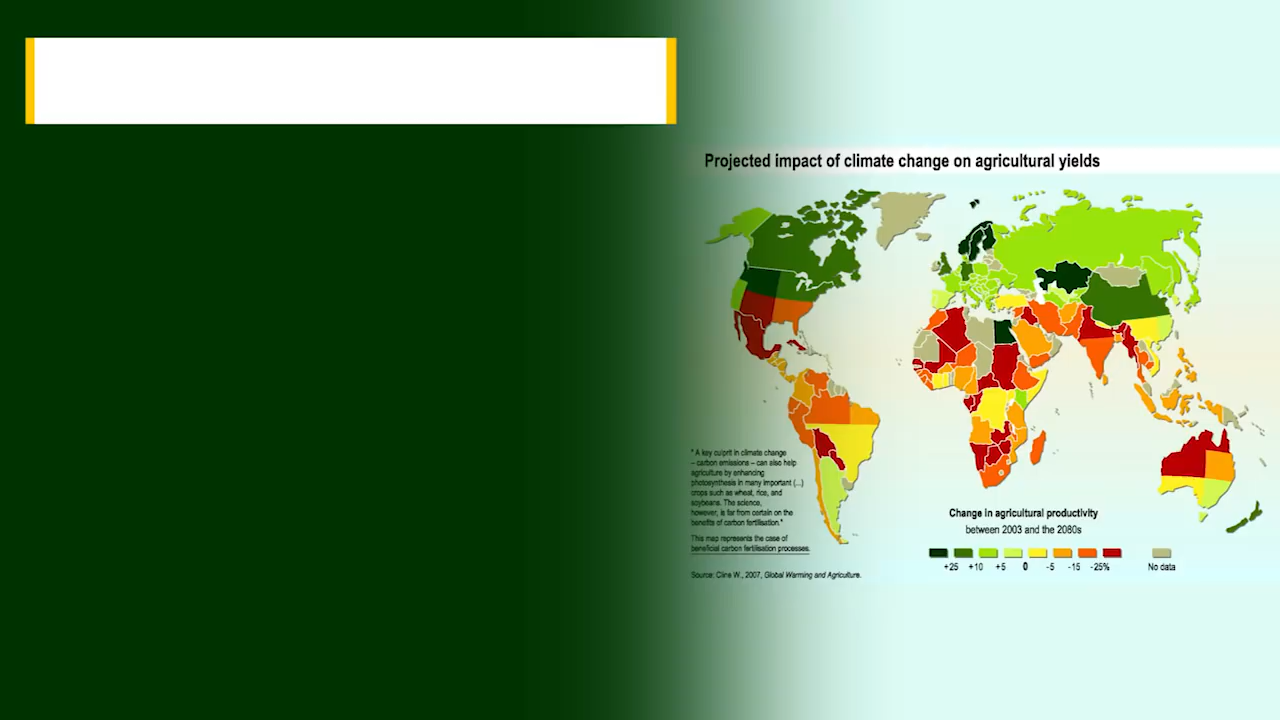 Projected impact of climate change on agricultural yields
" A key culprit in climate change
– carbon emissions – can also help
agriculture by enhancing
photosynthesis in many important (...)
crops such as wheat, rice, and
soybeans. The science,
however, is far from certain on the
benefits of carbon fertilisation."
This map represents the case of
beneficial carbon fertilisation processes.
Source: Cline W., 2007, Global Warming and Agriculture.
Change in agricultural productivity
between 2003 and the 2080s
+25 +10 +5 0 -5 -15 -25% No data